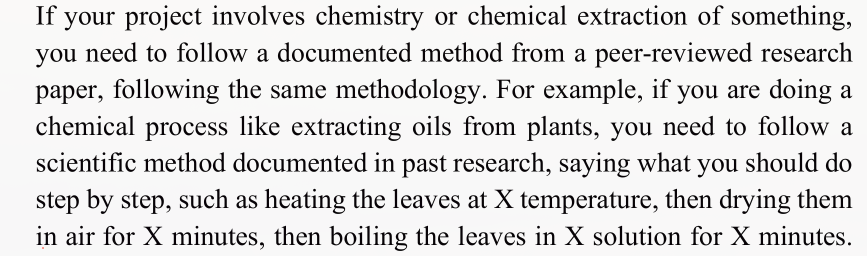 If your project involves chemistry or chemical extraction of something,
you need to follow a documented method from a peer-reviewed research
paper, following the same methodology. For example, if you are doing a
chemical process like extracting oils from plants, you need to follow a
scientific method documented in past research, saying what you should do
step by step, such as heating the leaves at X temperature, then drying them
in air for X minutes, then boiling the leaves in X solution for X minutes.